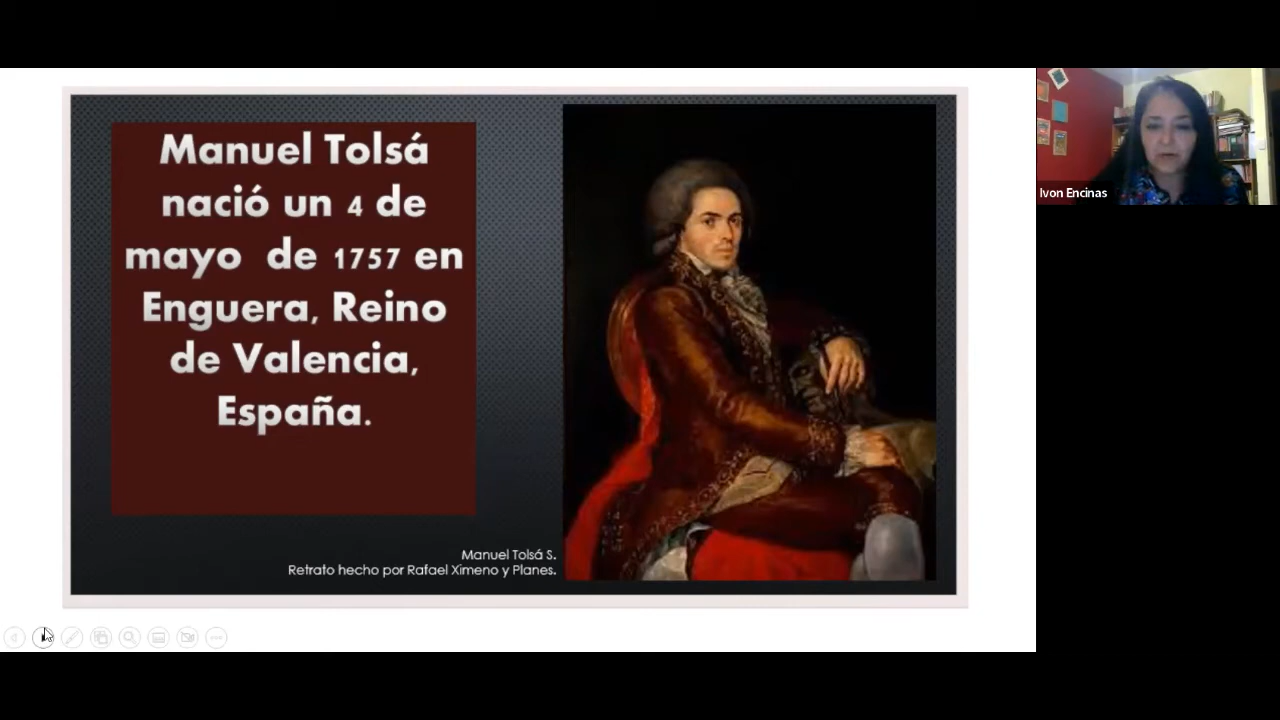 Manuel Tolsá
nació un 4 de
mayo de 1757 en
Enguera, Reino
de Valencia,
España.
Manuel Tolsá S.
Retrato hecho por Rafael Ximeno y Planes.
Ivon Encinas